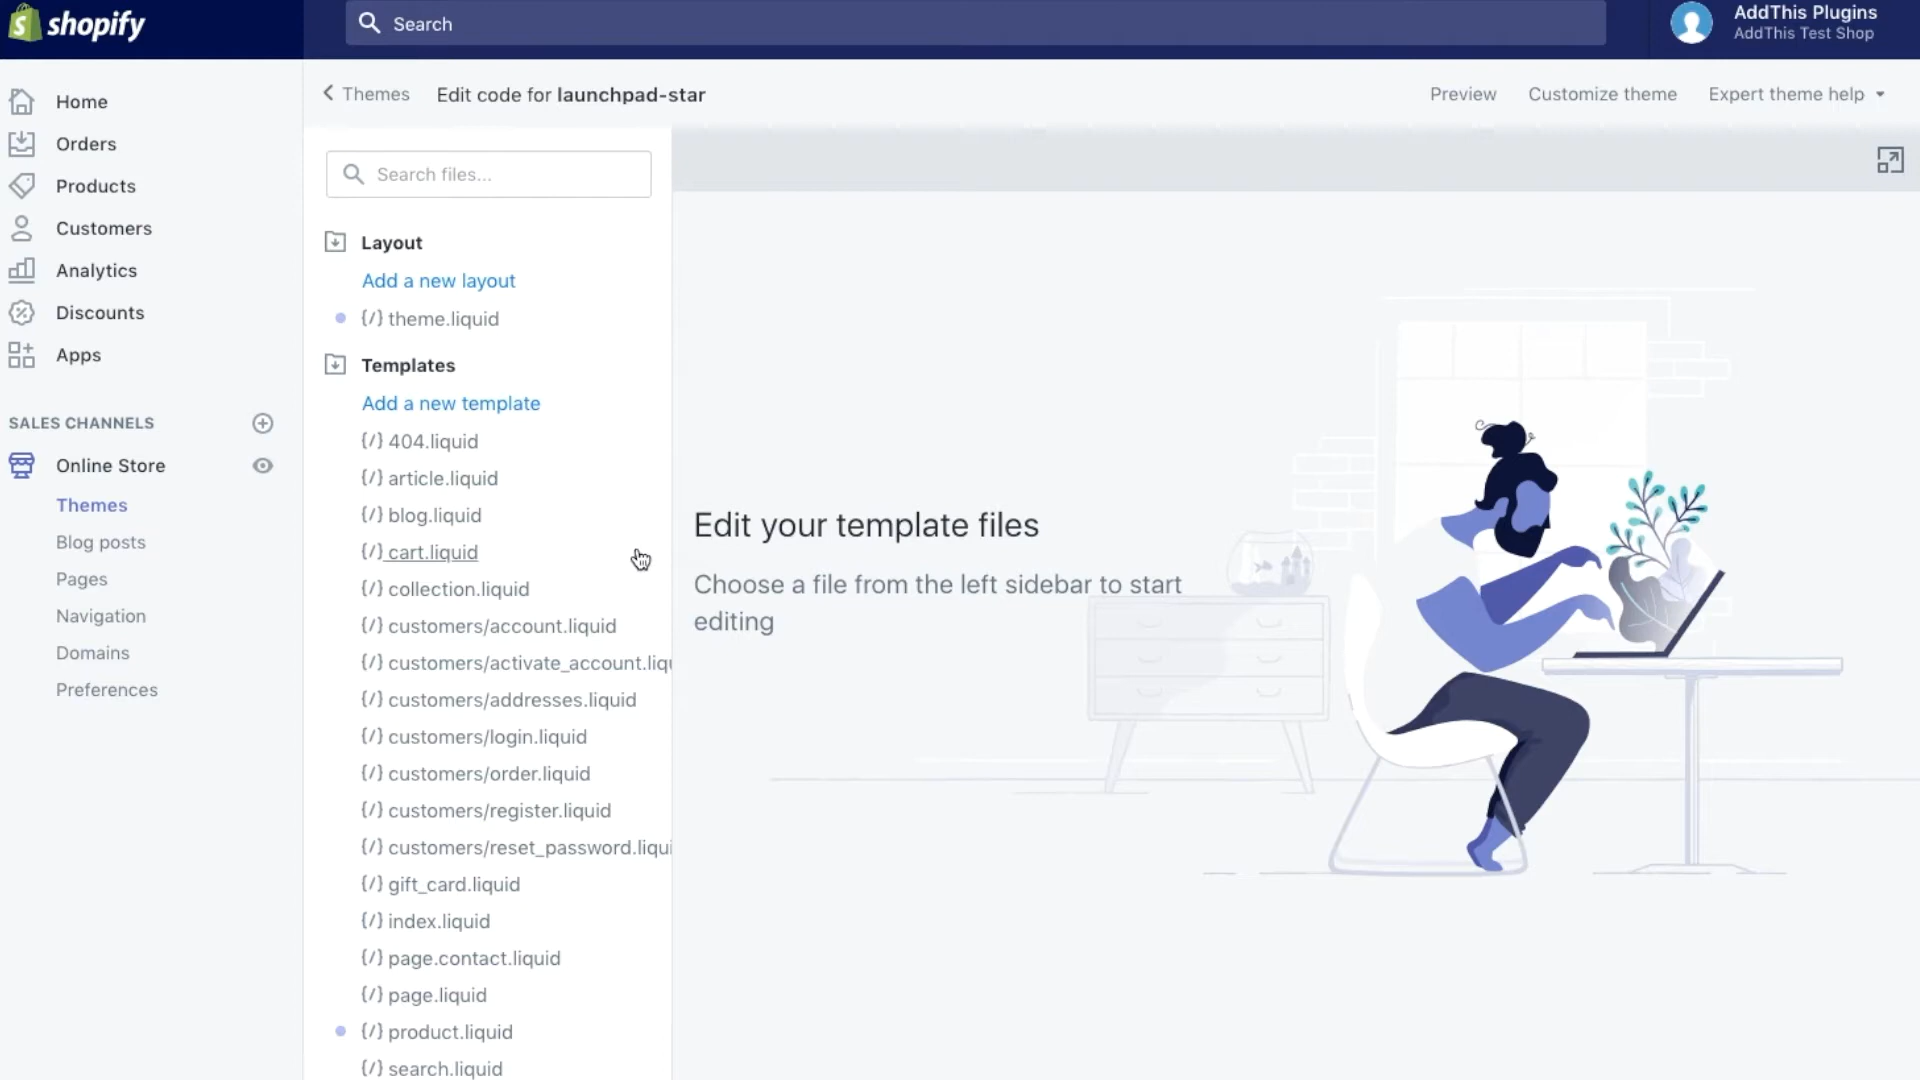 shopify
Search
AddThis Plugins
AddThis Test Shop
Home
Orders
Products
Customers
Analytics
Discounts
Apps
SALES CHANNELS
Online Store
Themes
Blog posts
Pages
Navigation
Domains
Preferences
Themes
Edit code for launchpad-star
Preview
Customize theme
Expert theme help
Search files...
Layout
Add a new layout
{/} theme.liquid
Templates
Add a new template
{/} 404.liquid
{/} article.liquid
{/} blog.liquid
{/} cart.liquid
{/} collection.liquid
{/} customers/account.liquid
{/} customers/activate_account.liqu
{/} customers/addresses.liquid
{/} customers/login.liquid
{/} customers/order.liquid
{/} customers/register.liquid
{/} customers/reset_password.liqui
{/} gift_card.liquid
{/} index.liquid
{/} page.contact.liquid
{/} page.liquid
{/} product.liquid
{/} search.liquid
Edit your template files
Choose a file from the left sidebar to start
editing